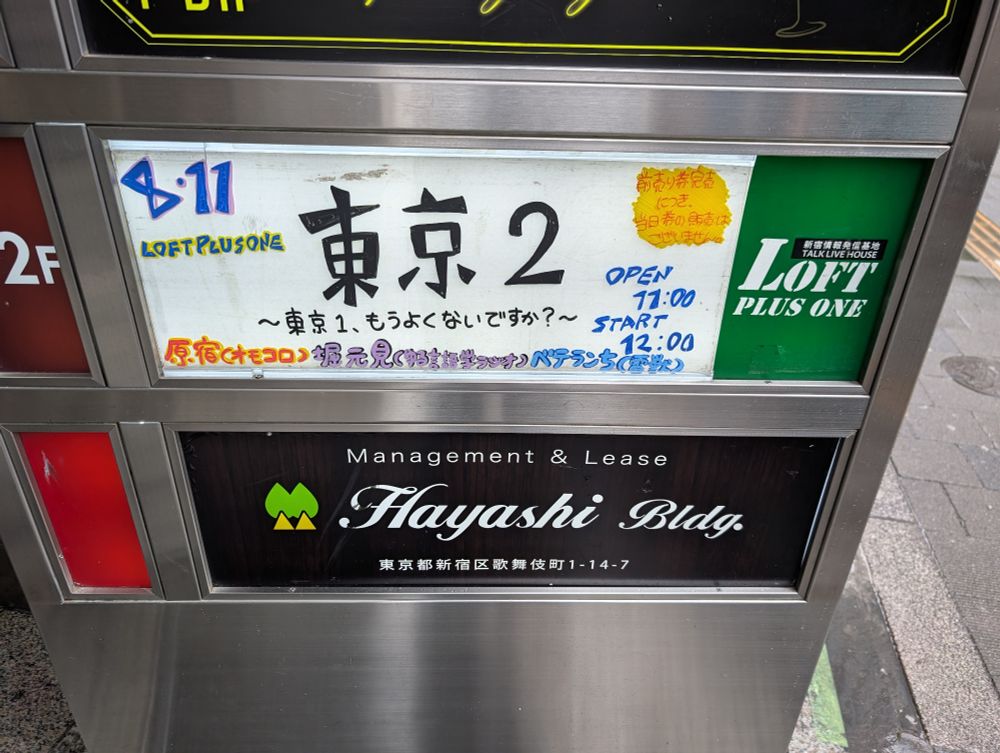 8・11
LOFT PLUS ONE
東京2
～東京1、もうよくないですか？～
前売り券完売
につき、
当日券の販売は
ございません。
OPEN
11:00
START
12:00
原宿(オモコロ) 堀元見(ゆる言語学ラジオ) ベテランち(雷獣)
新宿情報発信基地
TALK LIVE HOUSE
LOFT
PLUS ONE
2F
Management & Lease
Hayashi Bldg.
東京都新宿区歌舞伎町1-14-7